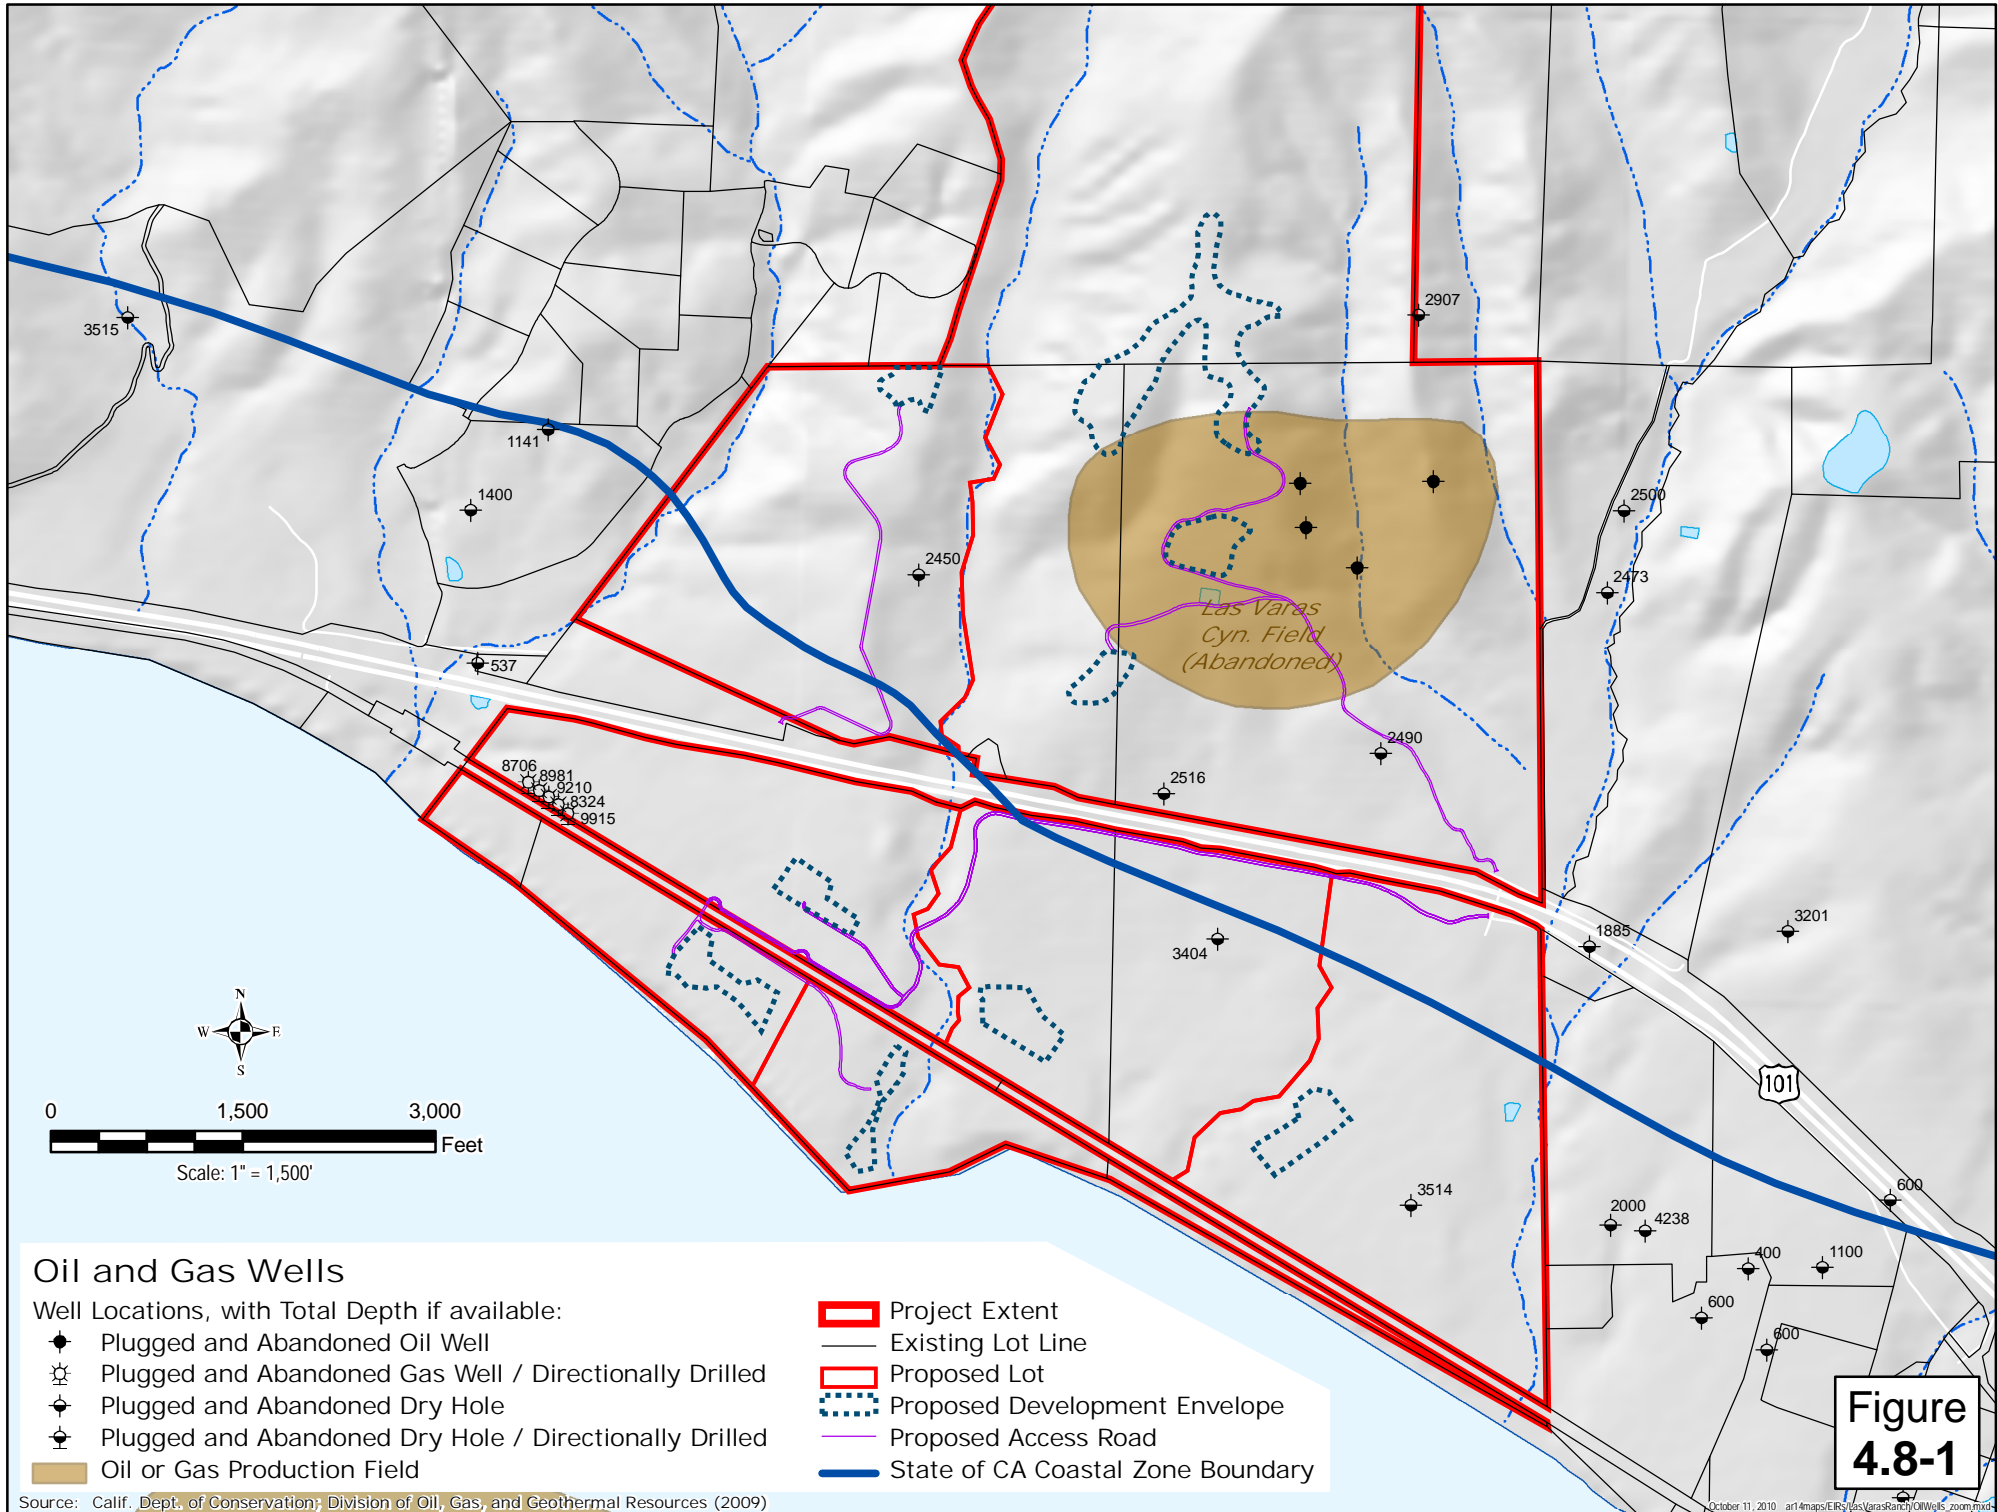 2907
3515
1141
1400
2500
2450
2473
Las Varas
Cyn. Field
(Abandoned)
537
2490
2516
8706
8981
9210
8324
9915
3404
1885
3201
N
W E
S
101
0 1,500 3,000
Feet
Scale: 1" = 1,500'
3514
600
2000
4238
400
1100
600
600
Oil and Gas Wells
Well Locations, with Total Depth if available:
Plugged and Abandoned Oil Well
Plugged and Abandoned Gas Well / Directionally Drilled
Plugged and Abandoned Dry Hole
Plugged and Abandoned Dry Hole / Directionally Drilled
Oil or Gas Production Field
Project Extent
Existing Lot Line
Proposed Lot
Proposed Development Envelope
Proposed Access Road
State of CA Coastal Zone Boundary
Figure
4.8-1
Source: Calif. Dept. of Conservation; Division of Oil, Gas, and Geothermal Resources (2009)
October 11, 2010 ar14maps/EIRs/LasVarasRanch/OilWells_zoom.mxd